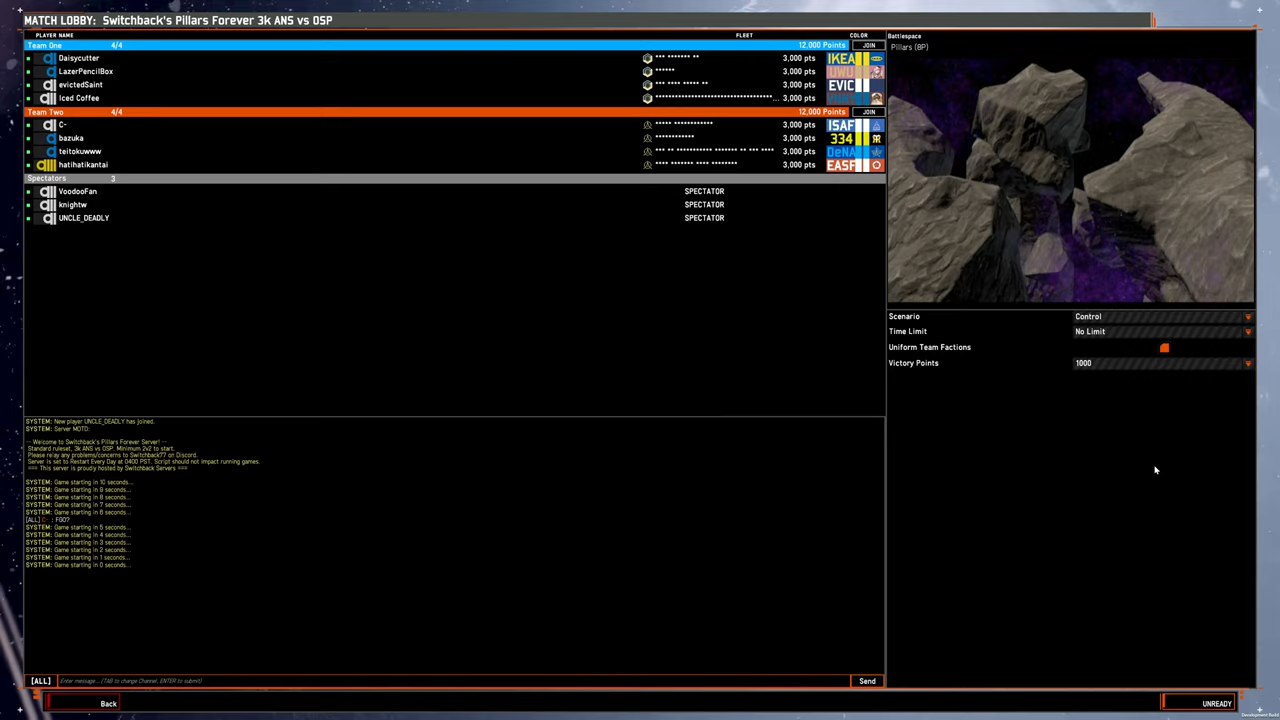 MATCH LOBBY: Switchback's Pillars Forever 3k ANS vs OSP
PLAYER NAME FLEET COLOR
Team One 4/4 12,000 Points JOIN
Daisycutter *** ******* ** 3,000 pts IKEA
LazerPencilBox ****** 3,000 pts UWU
evictedSaint *** **** ***** ** 3,000 pts EVIC
Iced Coffee ************************************... 3,000 pts
Team Two 4/4 12,000 Points JOIN
C- ***** ************* 3,000 pts ISAF
bazuka ************ 3,000 pts 334
teitokuwww *** ** *********** ******* ** *** **** 3,000 pts DeNA
hatihatikantai **** ******* **** ******** 3,000 pts EASF
Spectators 3
VoodooFan SPECTATOR
knightw SPECTATOR
UNCLE_DEADLY SPECTATOR
Battlespace
Pillars (8P)
Scenario Control
Time Limit No Limit
Uniform Team Factions
Victory Points 1000
SYSTEM: New player UNCLE_DEADLY has joined.
SYSTEM: Server MOTD:
-- Welcome to Switchback's Pillars Forever Server! --
Standard ruleset, 3k ANS vs OSP. Minimum 2v2 to start.
Please relay any problems/concerns to Switchback77 on Discord.
Server is set to Restart Every Day at 0400 PST. Script should not impact running games.
=== This server is proudly hosted by Switchback Servers ===
SYSTEM: Game starting in 10 seconds...
SYSTEM: Game starting in 9 seconds...
SYSTEM: Game starting in 8 seconds...
SYSTEM: Game starting in 7 seconds...
SYSTEM: Game starting in 6 seconds...
[ALL] C- : FGO?
SYSTEM: Game starting in 5 seconds...
SYSTEM: Game starting in 4 seconds...
SYSTEM: Game starting in 3 seconds...
SYSTEM: Game starting in 2 seconds...
SYSTEM: Game starting in 1 seconds...
SYSTEM: Game starting in 0 seconds...
[ALL] Enter message...(TAB to change Channel, ENTER to submit) Send
Back UNREADY
Development Build